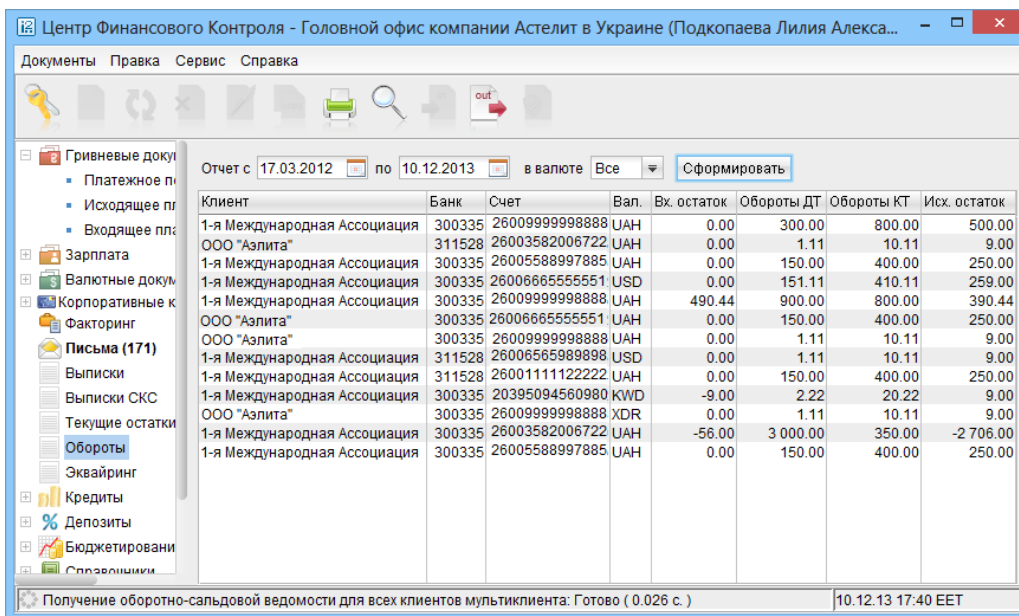 Центр Финансового Контроля - Головной офис компании Астелит в Украине (Подкопаева Лилия Алекса...
Документы Правка Сервис Справка
out
Гривневые доку
Платежное п
Исходящее пл
Входящее пла
Зарплата
Валютные докум
Корпоративные к
Факторинг
Письма (171)
Выписки
Выписки СКС
Текущие остатки
Обороты
Эквайринг
Кредиты
% Депозиты
Бюджетировани
Справочники
Отчет с 17.03.2012 по 10.12.2013 в валюте Все Сформировать
Клиент Банк Счет Вал. Вх. остаток Обороты ДТ Обороты КТ Исх. остаток
1-я Международная Ассоциация 300335 26009999998888 UAH 0.00 300.00 800.00 500.00
ООО "Аэлита" 311528 26003582006722 UAH 0.00 1.11 10.11 9.00
1-я Международная Ассоциация 300335 26005588997885 UAH 0.00 150.00 400.00 250.00
1-я Международная Ассоциация 300335 26006665555551 USD 0.00 151.11 410.11 259.00
1-я Международная Ассоциация 300335 26009999998888 UAH 490.44 900.00 800.00 390.44
ООО "Аэлита" 300335 26006665555551 UAH 0.00 150.00 400.00 250.00
ООО "Аэлита" 300335 26009999998888 UAH 0.00 1.11 10.11 9.00
1-я Международная Ассоциация 311528 26006565989898 USD 0.00 1.11 10.11 9.00
1-я Международная Ассоциация 311528 26001111122222 UAH 0.00 150.00 400.00 250.00
1-я Международная Ассоциация 300335 20395094560980 KWD -9.00 2.22 20.22 9.00
ООО "Аэлита" 300335 26009999998888 XDR 0.00 1.11 10.11 9.00
1-я Международная Ассоциация 300335 26003582006722 UAH -56.00 3 000.00 350.00 -2 706.00
1-я Международная Ассоциация 300335 26005588997885 UAH 0.00 150.00 400.00 250.00
Получение оборотно-сальдовой ведомости для всех клиентов мультиклиента: Готово ( 0.026 с. ) 10.12.13 17:40 EET